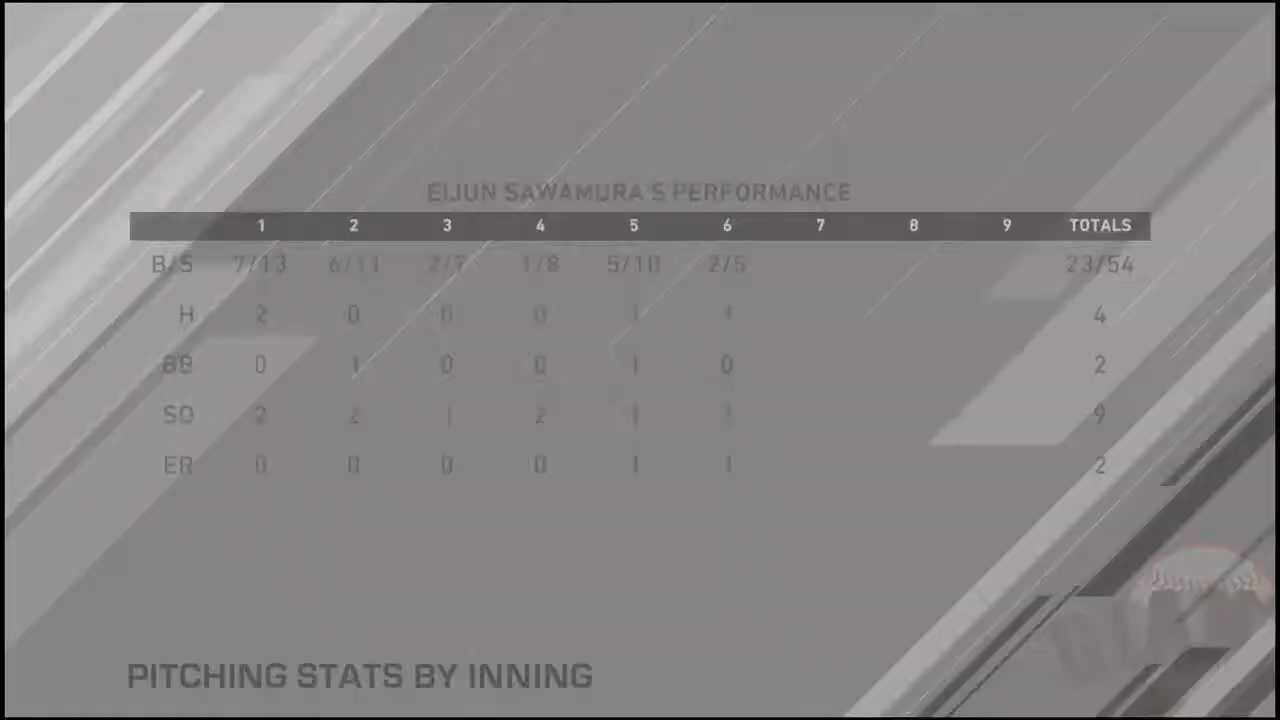 EIJUN SAWAMURA'S PERFORMANCE
1 2 3 4 5 6 7 8 9 TOTALS
B/S 7/13 6/11 2/7 1/8 5/10 2/5 23/54
H 2 0 0 0 1 1 4
BB 0 1 0 0 1 0 2
SO 2 2 1 2 1 1 9
ER 0 0 0 0 1 1 2
PITCHING STATS BY INNING